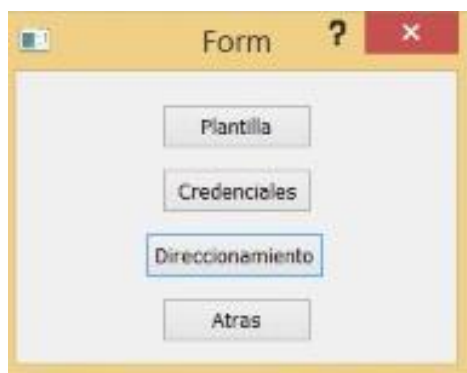 Form ?
Plantilla
Credenciales
Direccionamiento
Atras